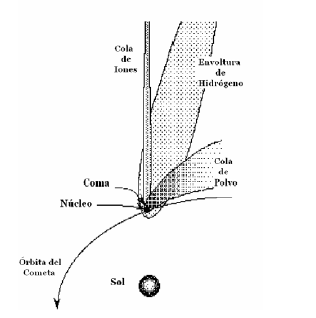 Cola
de
Iones
Envoltura
de
Hidrógeno
Cola
de
Polvo
Coma
Núcleo
Órbita del
Cometa
Sol